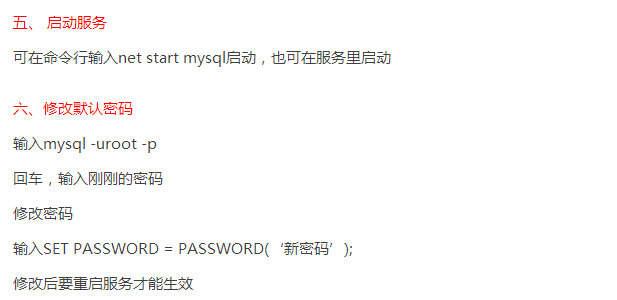 五、 启动服务
可在命令行输入net start mysql启动，也可在服务里启动
六、修改默认密码
输入mysql -uroot -p
回车，输入刚刚的密码
修改密码
输入SET PASSWORD = PASSWORD(‘新密码’);
修改后要重启服务才能生效